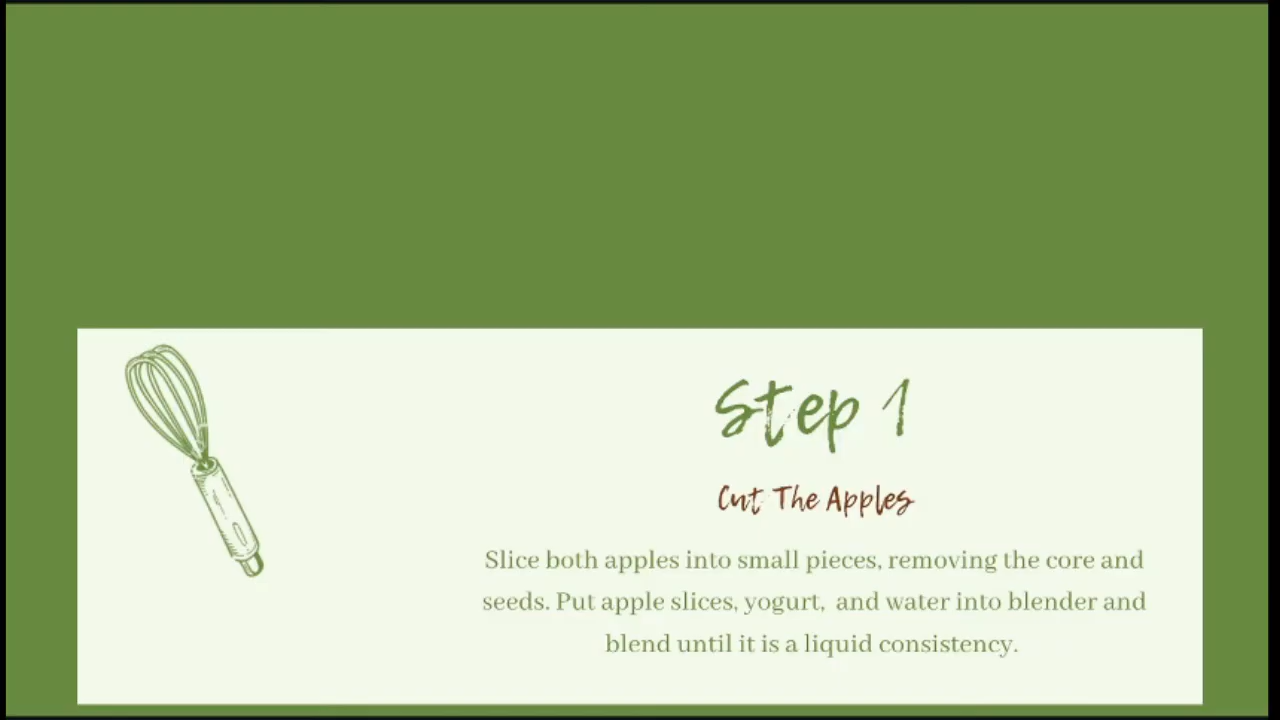 Step 1
Cut The Apples
Slice both apples into small pieces, removing the core and
seeds. Put apple slices, yogurt,  and water into blender and
blend until it is a liquid consistency.